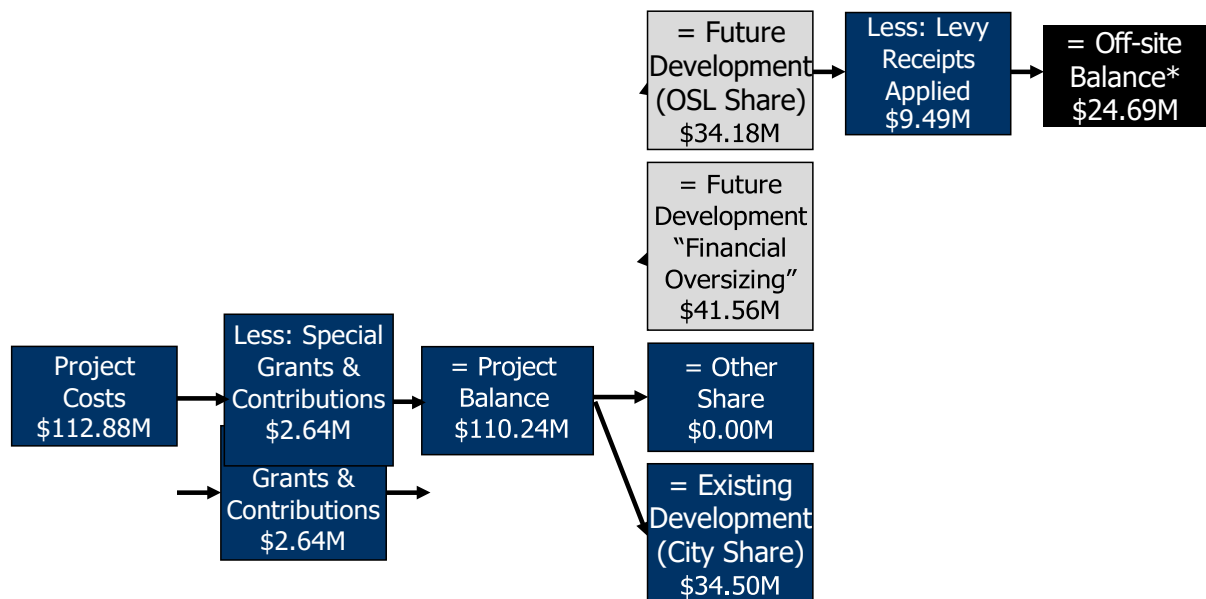 Project
Costs
$112.88M
Less: Special
Grants &
Contributions
$2.64M
Grants &
Contributions
$2.64M
= Project
Balance
$110.24M
= Future
Development
(OSL Share)
$34.18M
Less: Levy
Receipts
Applied
$9.49M
= Off-site
Balance*
$24.69M
= Future
Development
“Financial
Oversizing”
$41.56M
= Other
Share
$0.00M
= Existing
Development
(City Share)
$34.50M